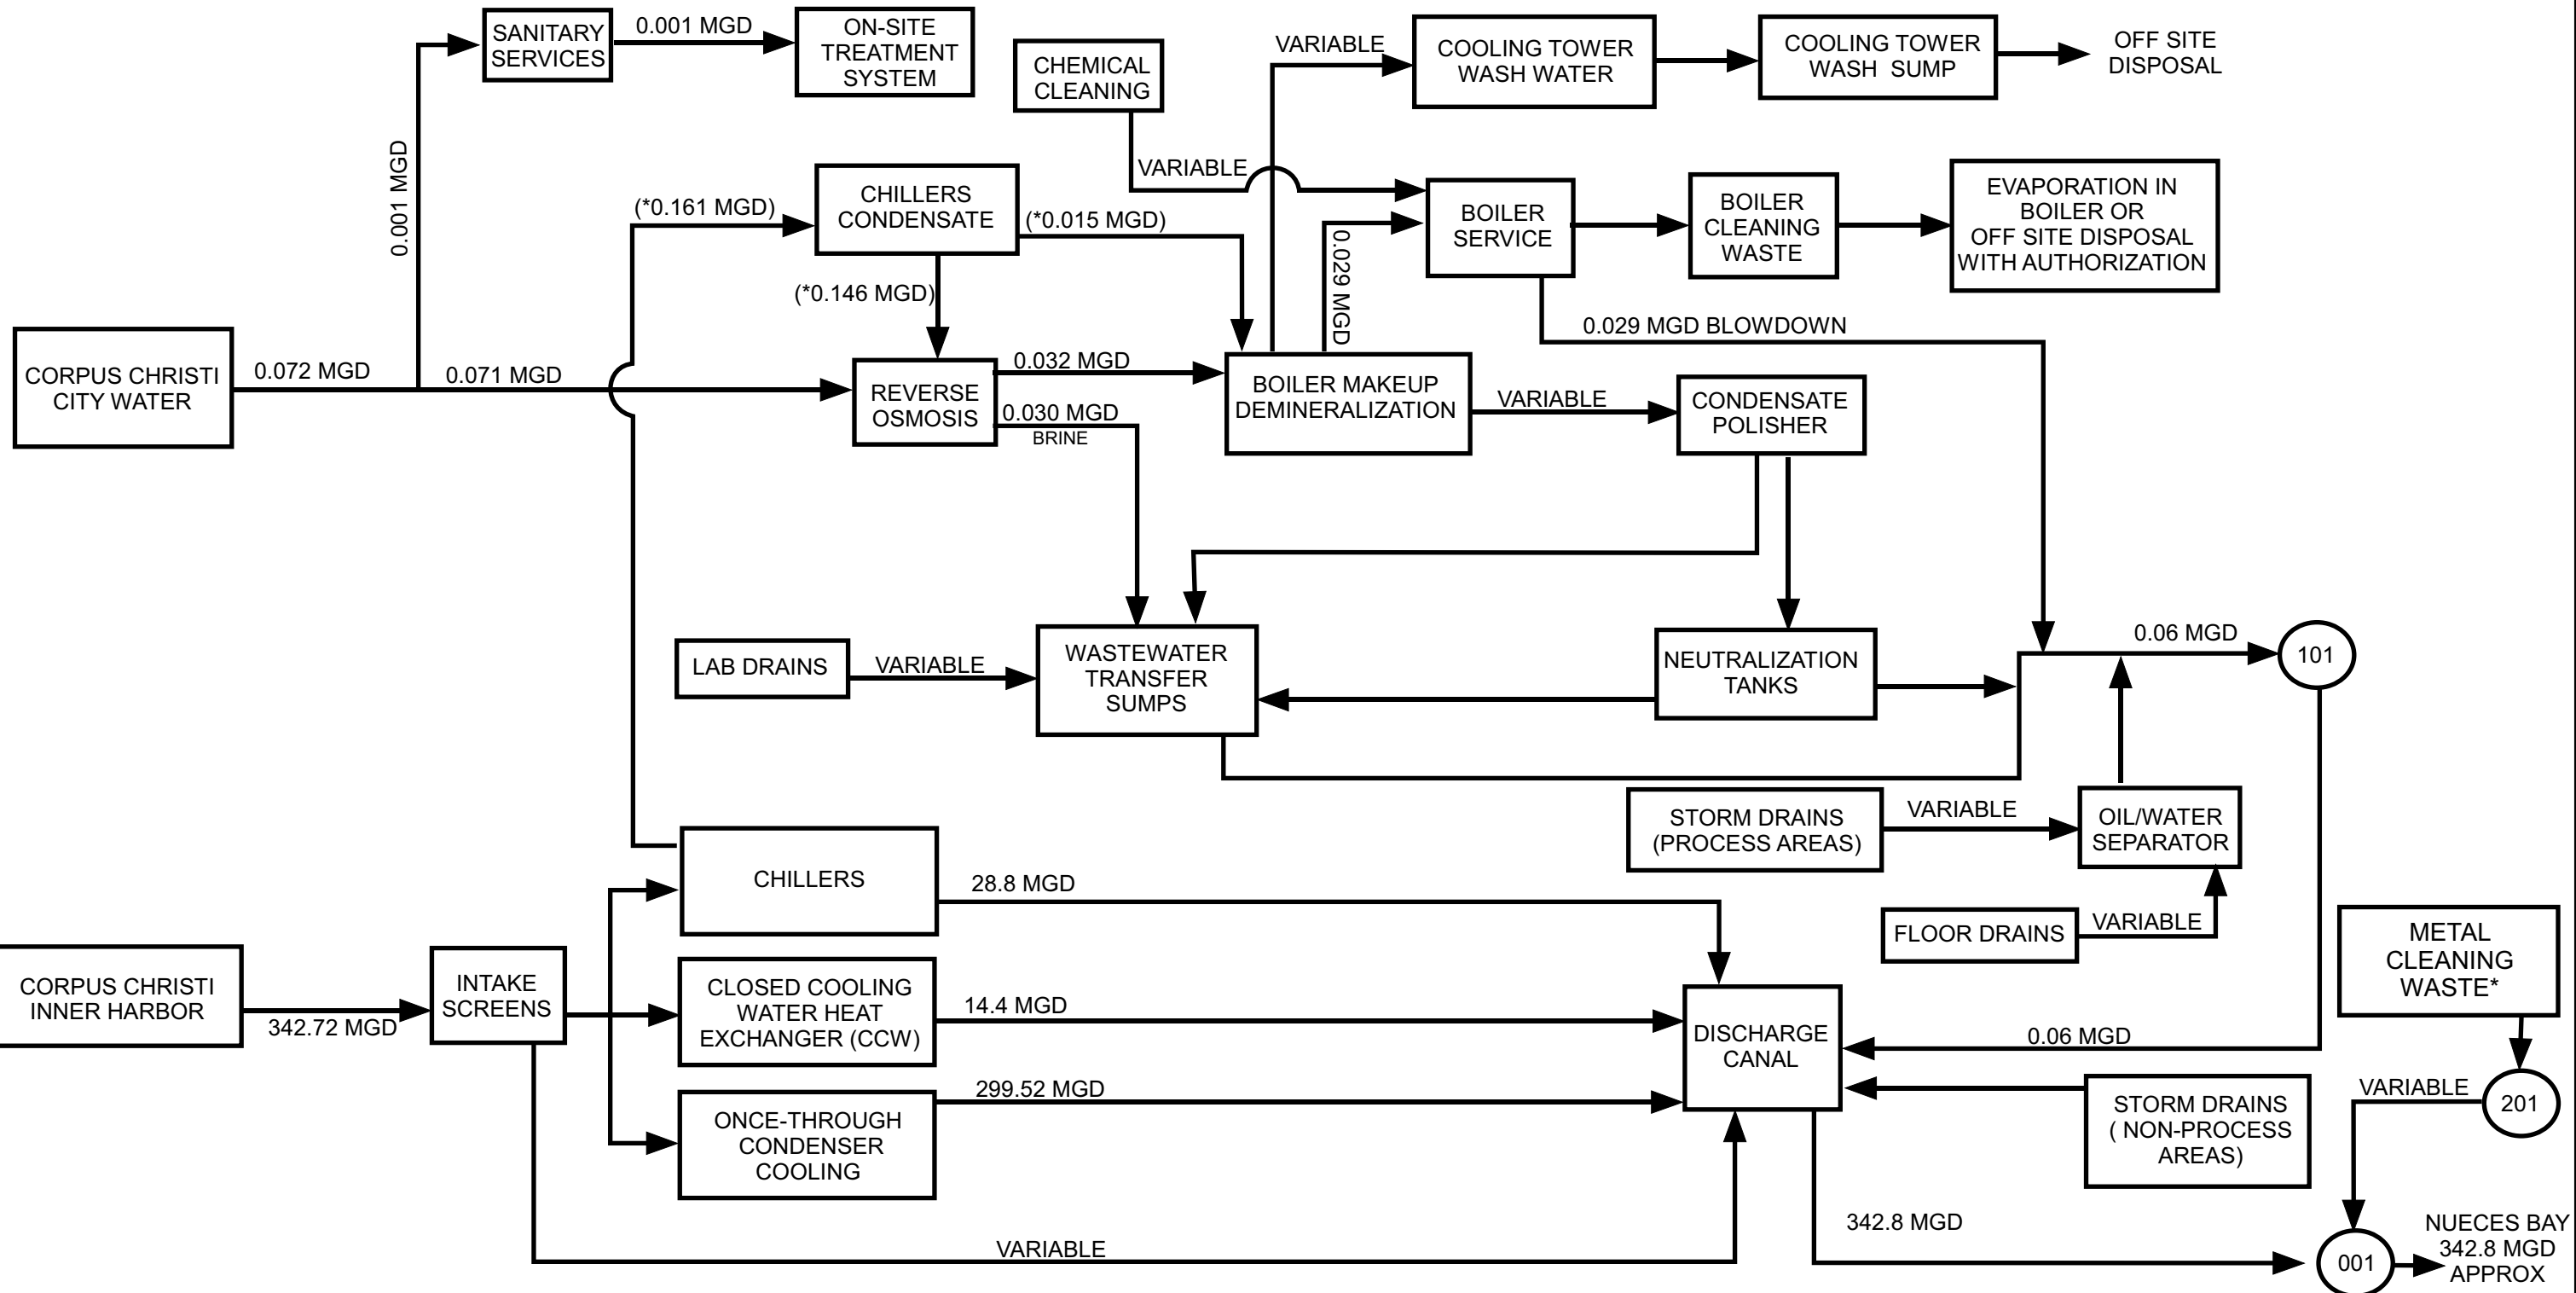 SANITARY
SERVICES
0.001 MGD
ON-SITE
TREATMENT
SYSTEM
CHEMICAL
CLEANING
VARIABLE
COOLING TOWER
WASH WATER
COOLING TOWER
WASH SUMP
OFF SITE
DISPOSAL
0.001 MGD
(*0.161 MGD)
CHILLERS
CONDENSATE
(*0.015 MGD)
VARIABLE
BOILER
SERVICE
BOILER
CLEANING
WASTE
EVAPORATION IN
BOILER OR
OFF SITE DISPOSAL
WITH AUTHORIZATION
(*0.146 MGD)
0.029 MGD
0.029 MGD BLOWDOWN
CORPUS CHRISTI
CITY WATER
0.072 MGD
0.071 MGD
REVERSE
OSMOSIS
0.032 MGD
0.030 MGD
BRINE
BOILER MAKEUP
DEMINERALIZATION
VARIABLE
CONDENSATE
POLISHER
LAB DRAINS
VARIABLE
WASTEWATER
TRANSFER
SUMPS
NEUTRALIZATION
TANKS
0.06 MGD
101
STORM DRAINS
(PROCESS AREAS)
VARIABLE
OIL/WATER
SEPARATOR
CHILLERS
28.8 MGD
FLOOR DRAINS
VARIABLE
METAL
CLEANING
WASTE*
CORPUS CHRISTI
INNER HARBOR
342.72 MGD
INTAKE
SCREENS
CLOSED COOLING
WATER HEAT
EXCHANGER (CCW)
14.4 MGD
DISCHARGE
CANAL
0.06 MGD
ONCE-THROUGH
CONDENSER
COOLING
299.52 MGD
STORM DRAINS
( NON-PROCESS
AREAS)
VARIABLE
201
VARIABLE
342.8 MGD
001
NUECES BAY
342.8 MGD
APPROX